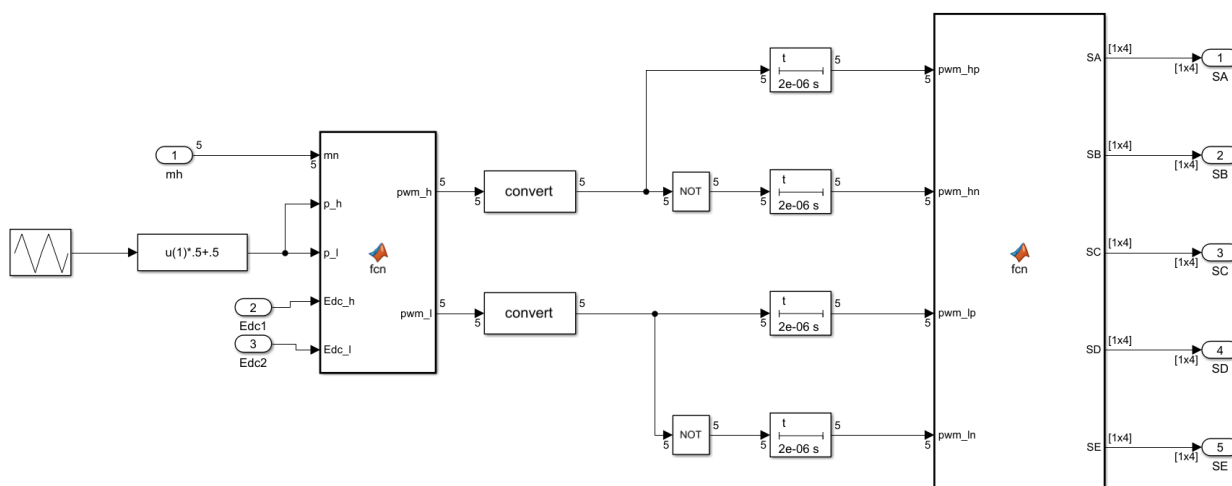 1
mh
5
5
mn
p_h
p_l
Edc_h
Edc_l
u(1)*.5+.5
2
Edc1
3
Edc2
fcn
pwm_h
5
pwm_l
5
5
convert
5
5
convert
5
5
NOT
5
5
NOT
5
5
t
2e-06 s
5
5
t
2e-06 s
5
5
t
2e-06 s
5
5
t
2e-06 s
5
5
pwm_hp
5
pwm_hn
5
pwm_lp
5
pwm_ln
fcn
SA
[1x4]
[1x4]
1
SA
SB
[1x4]
[1x4]
2
SB
SC
[1x4]
[1x4]
3
SC
SD
[1x4]
[1x4]
4
SD
SE
[1x4]
[1x4]
5
SE